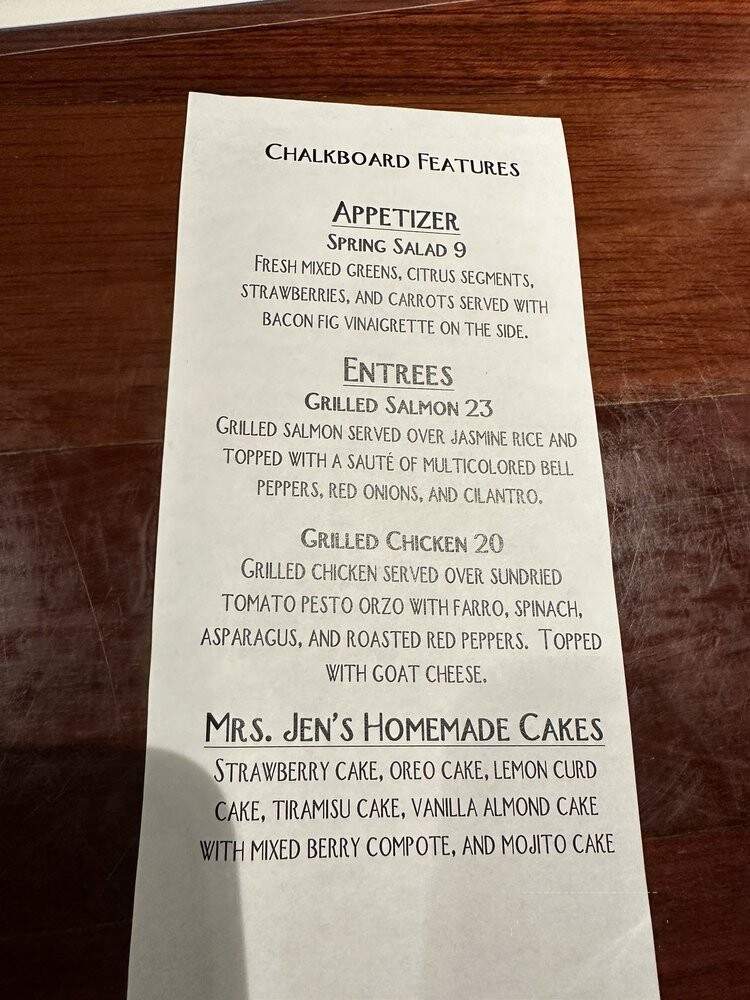 Chalkboard Features
Appetizer
Spring Salad 9
Fresh mixed greens, citrus segments,
strawberries, and carrots served with
bacon fig vinaigrette on the side.
Entrees
Grilled Salmon 23
Grilled salmon served over jasmine rice and
topped with a sauté of multicolored bell
peppers, red onions, and cilantro.
Grilled Chicken 20
Grilled chicken served over sundried
tomato pesto orzo with farro, spinach,
asparagus, and roasted red peppers. Topped
with goat cheese.
Mrs. Jen's Homemade Cakes
Strawberry cake, oreo cake, lemon curd
cake, tiramisu cake, vanilla almond cake
with mixed berry compote, and mojito cake